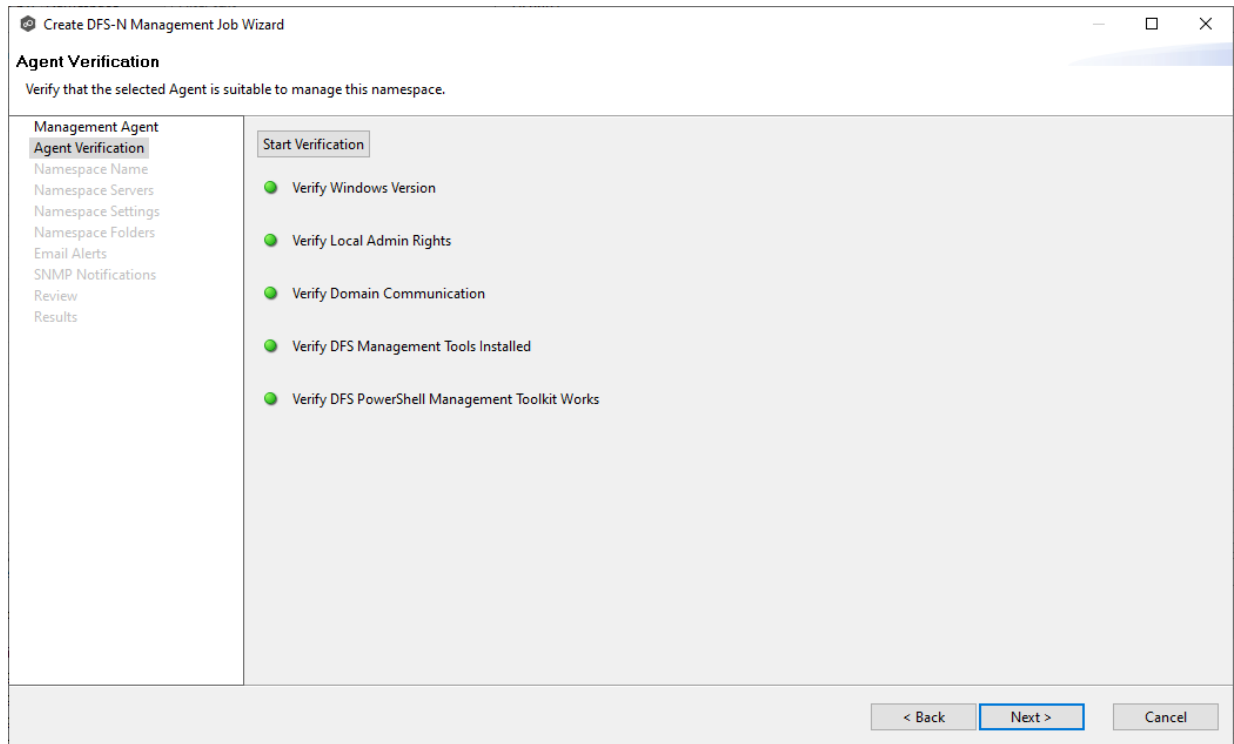 Create DFS-N Management Job Wizard
Agent Verification
Verify that the selected Agent is suitable to manage this namespace.
Management Agent
Agent Verification
Namespace Name
Namespace Servers
Namespace Settings
Namespace Folders
Email Alerts
SNMP Notifications
Review
Results
Start Verification
Verify Windows Version
Verify Local Admin Rights
Verify Domain Communication
Verify DFS Management Tools Installed
Verify DFS PowerShell Management Toolkit Works
< Back
Next >
Cancel